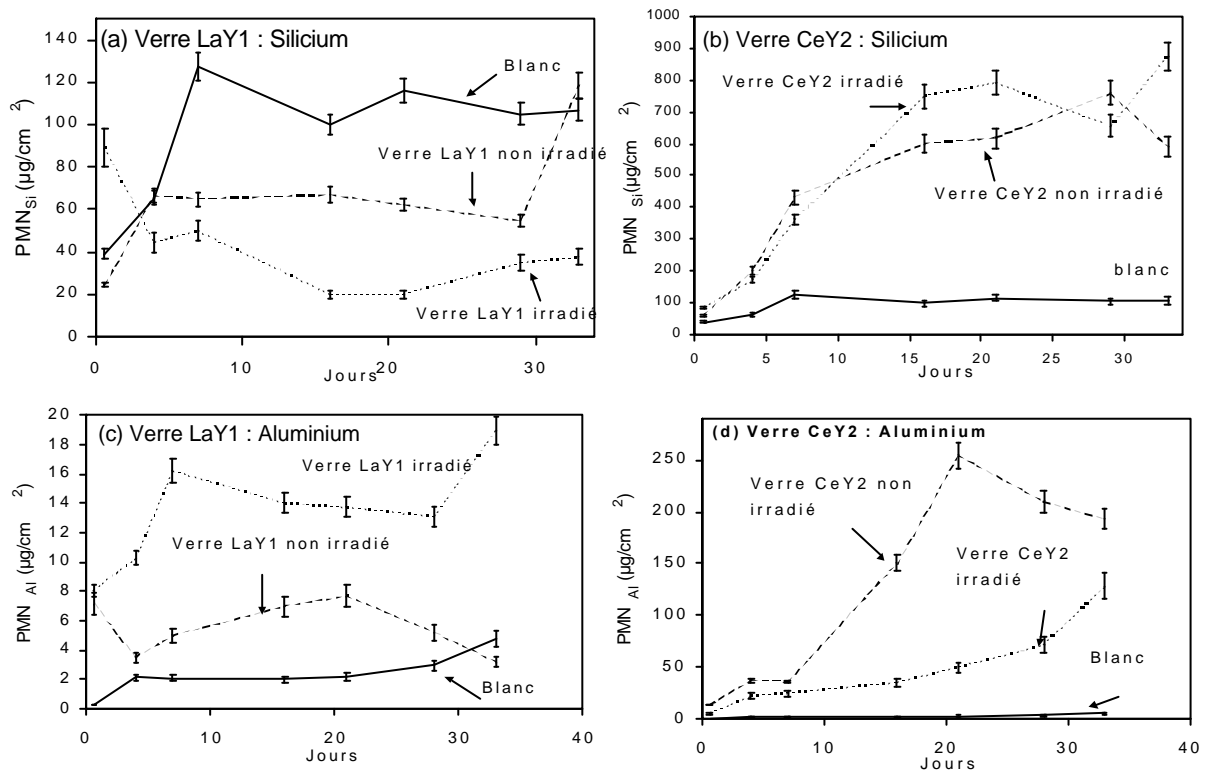 (a) Verre LaY1 : Silicium
PMN Si (µg/cm 2)
140
120
100
80
60
40
20
0
Blanc
Verre LaY1 non irradié
Verre LaY1 irradié
0
10
20
30
Jours
(b) Verre CeY2 : Silicium
PMN Si (µg/cm 2)
1000
900
800
700
600
500
400
300
200
100
0
Verre CeY2 irradié
Verre CeY2 non irradié
blanc
0
5
15
20
25
30
Jours
(c) Verre LaY1 : Aluminium
PMN Al (µg/cm 2)
20
18
16
14
12
10
8
6
4
2
0
Verre LaY1 irradié
Verre LaY1 non irradié
Blanc
0
10
20
30
40
Jours
(d) Verre CeY2 : Aluminium
PMN Al (µg/cm 2)
250
200
150
100
50
0
Verre CeY2 non
irradié
Verre CeY2
irradié
Blanc
0
10
20
30
40
Jours